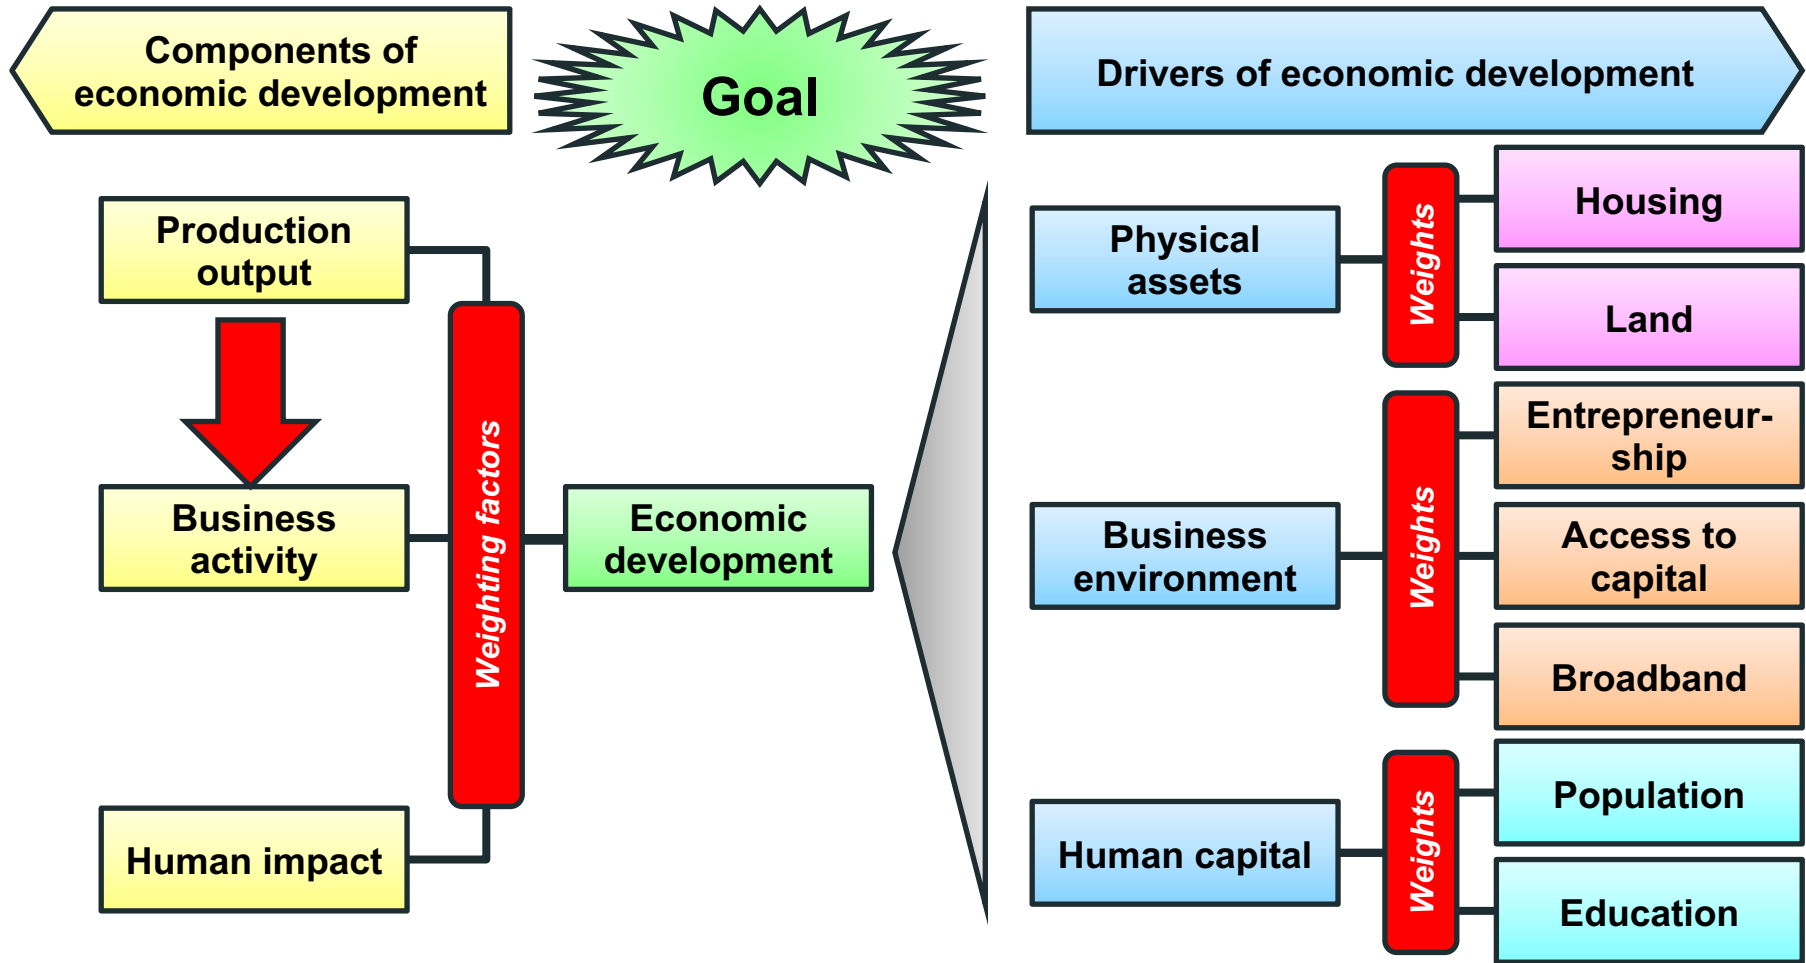 Components of
economic development
Goal
Drivers of economic development
Production
output
Business
activity
Human impact
Weighting factors
Economic
development
Physical
assets
Weights
Housing
Land
Business
environment
Weights
Entrepreneur-
ship
Access to
capital
Broadband
Human capital
Weights
Population
Education